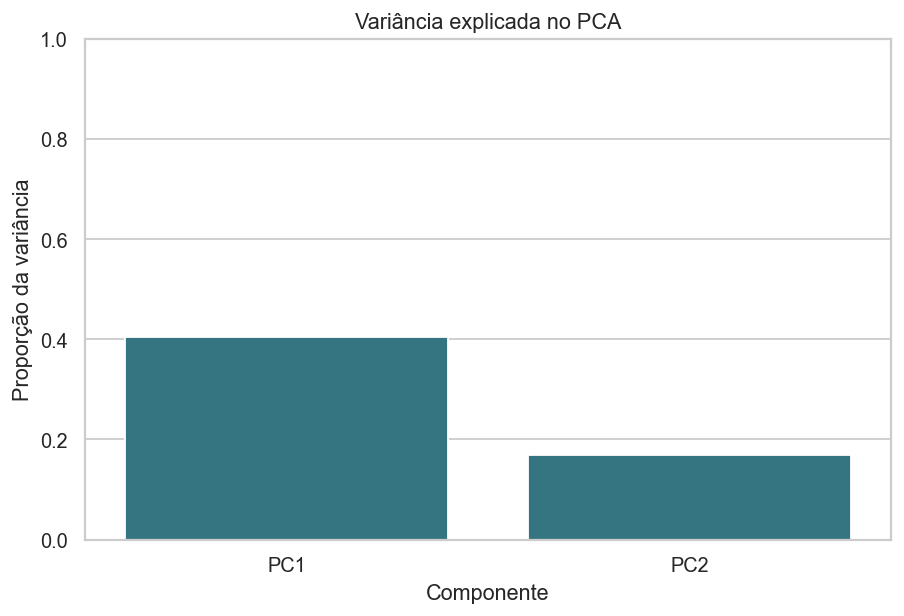 Variância explicada no PCA
1.0
0.8
0.6
0.4
0.2
0.0
Proporção da variância
PC1
PC2
Componente